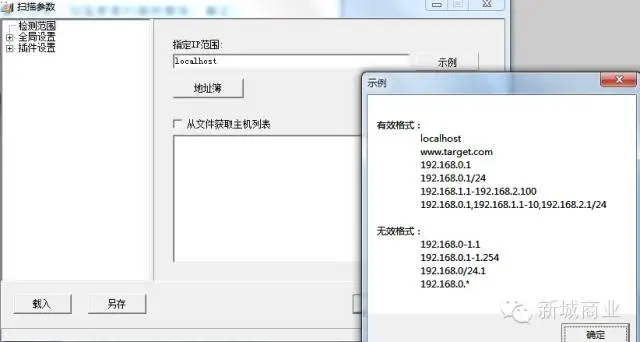 扫描参数
检测范围
全局设置
插件设置
指定IP范围:
localhost
示例
地址簿
从文件获取主机列表
载入
另存
示例
有效格式：
localhost
www.target.com
192.168.0.1
192.168.0.1/24
192.168.1.1-192.168.2.100
192.168.0.1,192.168.1.1-10,192.168.2.1/24
无效格式：
192.168.0-1.1
192.168.0.1-1.254
192.168.0/24.1
192.168.0.*
确定
新城商业